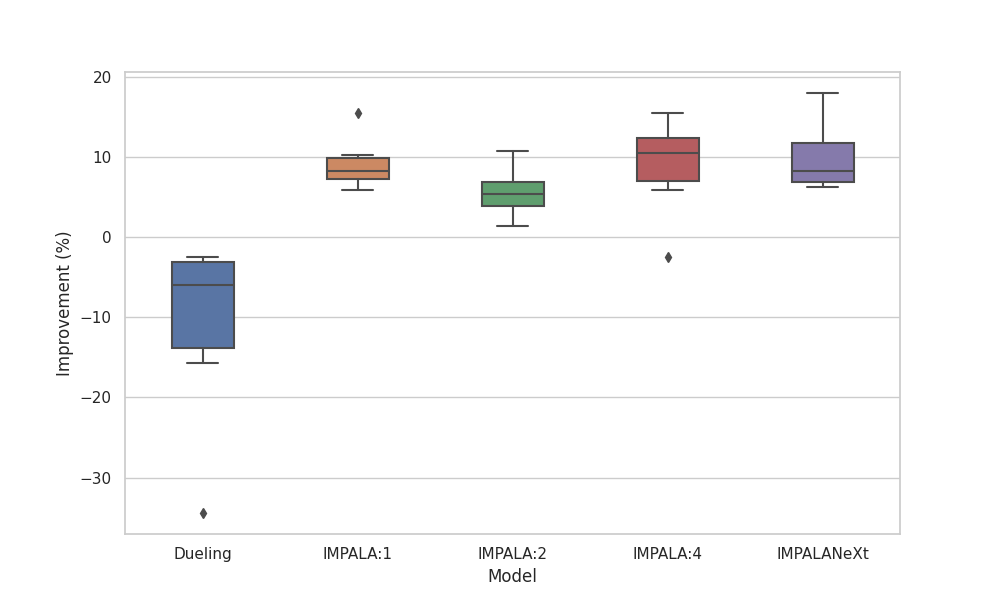 Improvement (%)
20
10
0
−10
−20
−30
Dueling
IMPALA:1
IMPALA:2
IMPALA:4
IMPALANeXt
Model